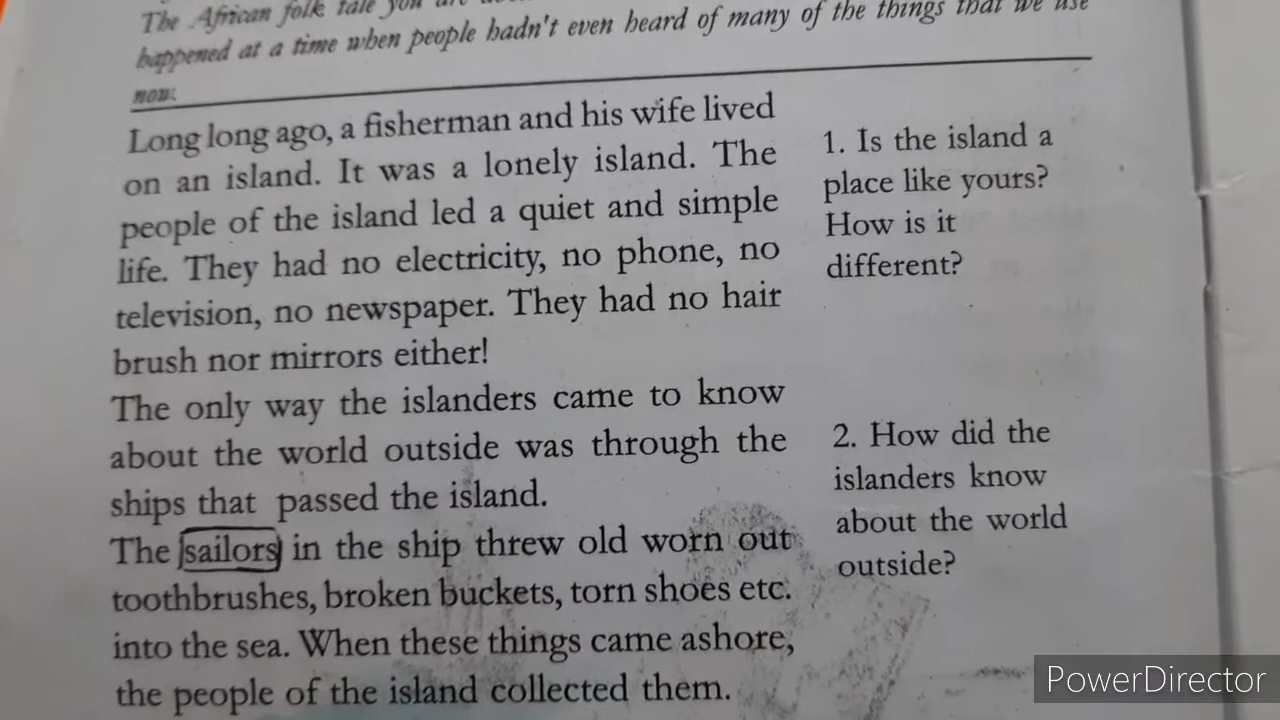 The African folk tale you are
happened at a time when people hadn't even heard of many of the things that we use
now.
Long long ago, a fisherman and his wife lived
on an island. It was a lonely island. The
people of the island led a quiet and simple
life. They had no electricity, no phone, no
television, no newspaper. They had no hair
brush nor mirrors either!
The only way the islanders came to know
about the world outside was through the
ships that passed the island.
The sailors in the ship threw old worn out
toothbrushes, broken buckets, torn shoes etc.
into the sea. When these things came ashore,
the people of the island collected them.
1. Is the island a
place like yours?
How is it
different?
2. How did the
islanders know
about the world
outside?
PowerDirector